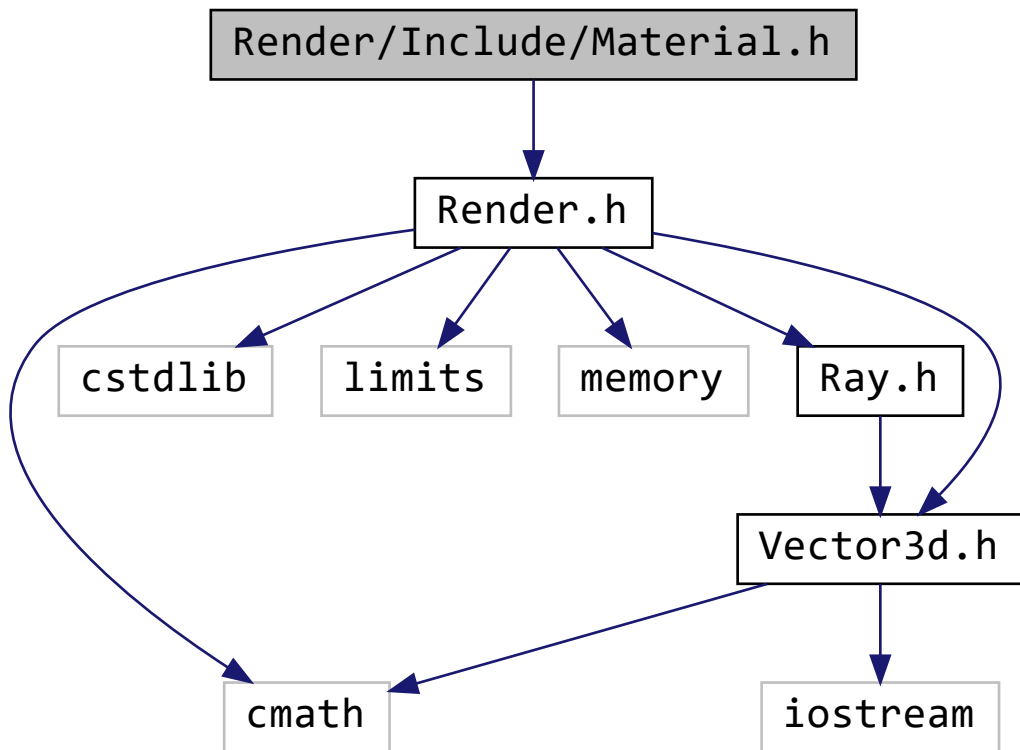 Render/Include/Material.h
Render.h
cstdlib
limits
memory
Ray.h
Vector3d.h
cmath
iostream